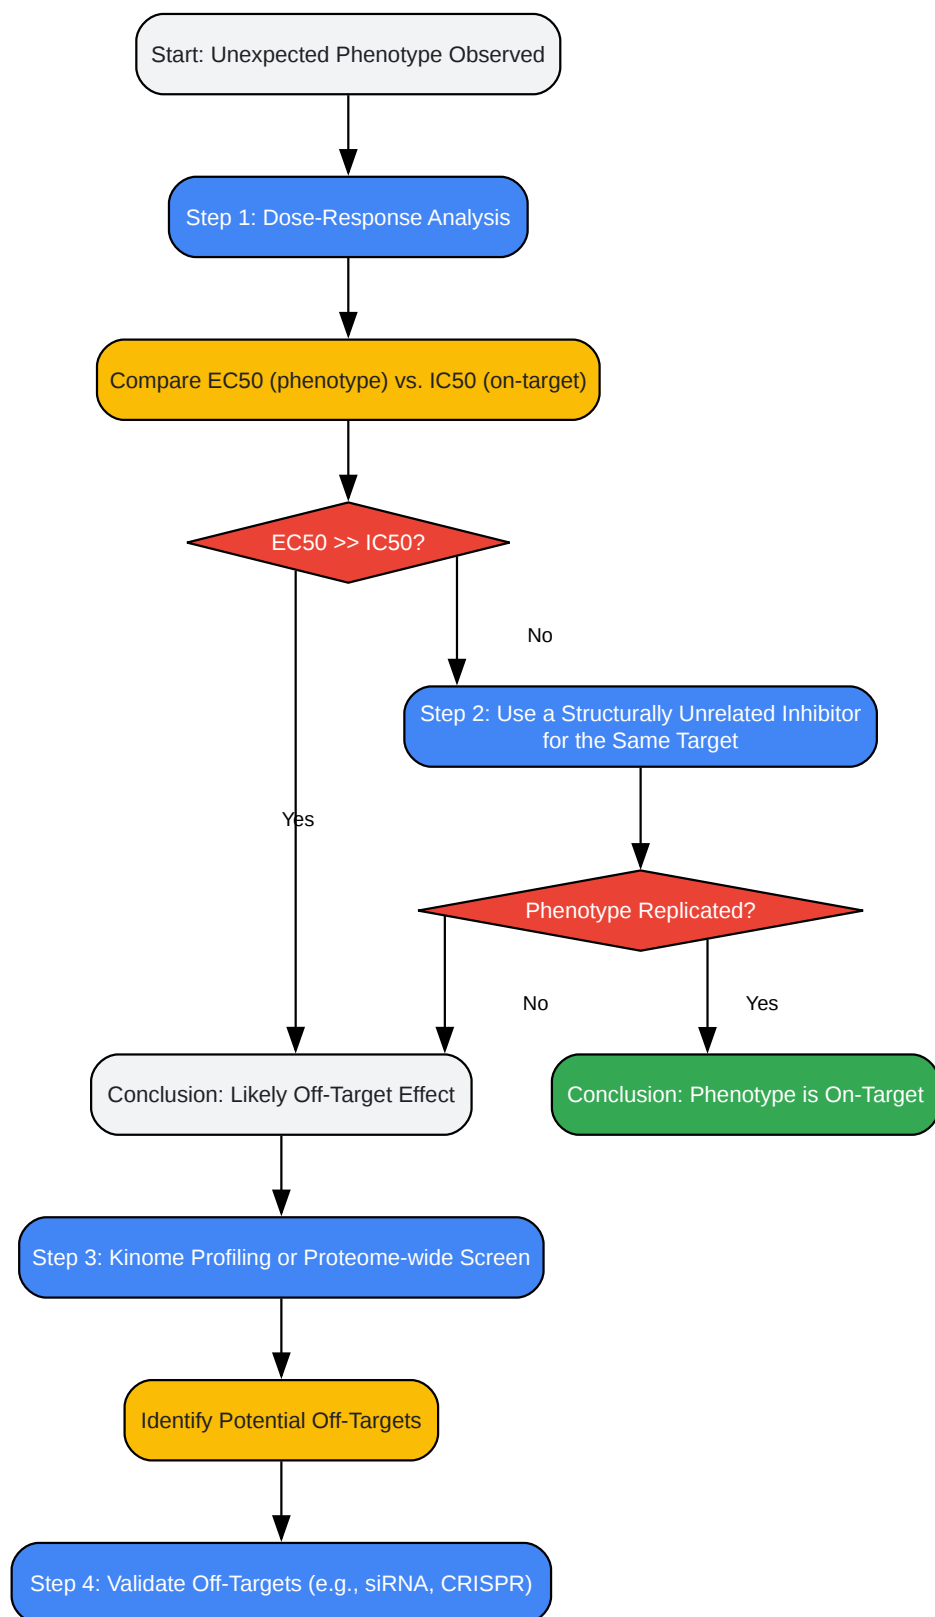 Start: Unexpected Phenotype Observed
Step 1: Dose-Response Analysis
Compare EC50 (phenotype) vs. IC50 (on-target)
EC50 >> IC50?
No
Step 2: Use a Structurally Unrelated Inhibitor
for the Same Target
Yes
Phenotype Replicated?
No
Yes
Conclusion: Likely Off-Target Effect
Conclusion: Phenotype is On-Target
Step 3: Kinome Profiling or Proteome-wide Screen
Identify Potential Off-Targets
Step 4: Validate Off-Targets (e.g., siRNA, CRISPR)